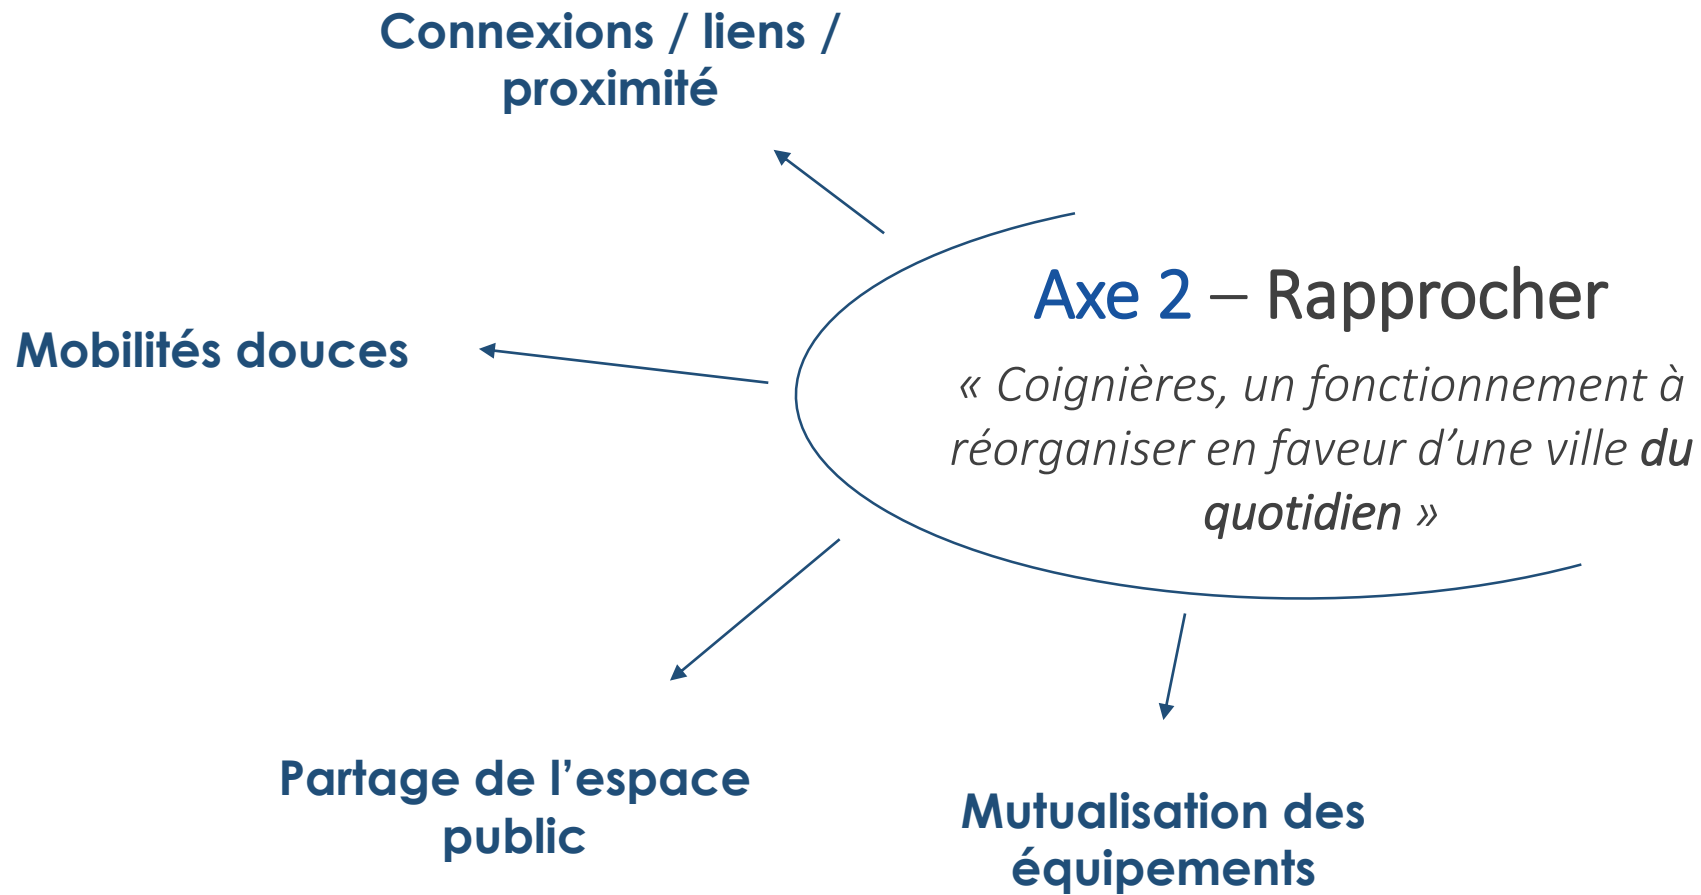 Connexions / liens /
proximité
Axe 2 – Rapprocher
« Coignières, un fonctionnement à
réorganiser en faveur d’une ville du
quotidien »
Mobilités douces
Partage de l’espace
public
Mutualisation des
équipements